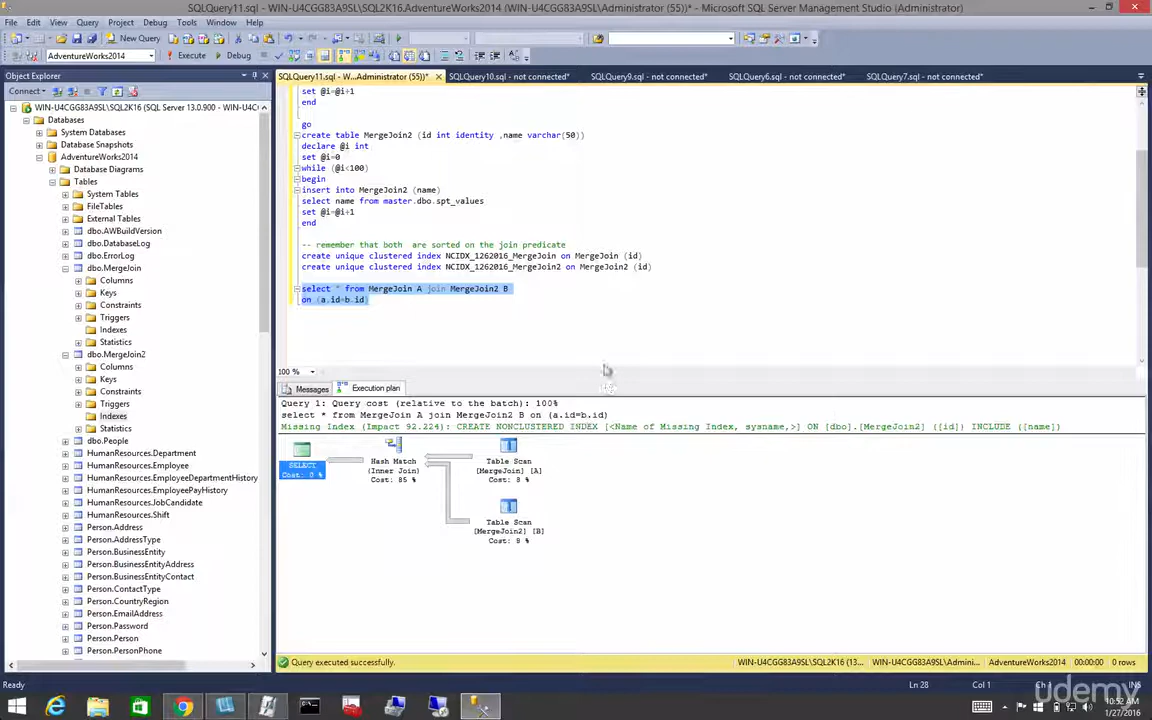 SQLQuery11.sql - WIN-U4CGG83A9SL\SQL2K16.AdventureWorks2014 (WIN-U4CGG83A9SL\Administrator (55))* - Microsoft SQL Server Management Studio (Administrator)
File Edit View Query Project Debug Tools Window Help
New Query
AdventureWorks2014 Execute Debug
Object Explorer
SQLQuery11.sql - W...Administrator (55))* SQLQuery10.sql - not connected* SQLQuery9.sql - not connected* SQLQuery6.sql - not connected* SQLQuery7.sql - not connected*
Connect
WIN-U4CGG83A9SL\SQL2K16 (SQL Server 13.0.900 - WIN-U4CGG83A9SL\A
Databases
System Databases
Database Snapshots
AdventureWorks2014
Database Diagrams
Tables
System Tables
FileTables
External Tables
dbo.AWBuildVersion
dbo.DatabaseLog
dbo.ErrorLog
dbo.MergeJoin
Columns
Keys
Constraints
Triggers
Indexes
Statistics
dbo.MergeJoin2
Columns
Keys
Constraints
Triggers
Indexes
Statistics
dbo.People
HumanResources.Department
HumanResources.Employee
HumanResources.EmployeeDepartmentHistory
HumanResources.EmployeePayHistory
HumanResources.JobCandidate
HumanResources.Shift
Person.Address
Person.AddressType
Person.BusinessEntity
Person.BusinessEntityAddress
Person.BusinessEntityContact
Person.ContactType
Person.CountryRegion
Person.EmailAddress
Person.Password
Person.Person
Person.PersonPhone
set @i=@i+1
end
go
create table MergeJoin2 (id int identity ,name varchar(50))
declare @i int
set @i=0
while (@i<100)
begin
insert into MergeJoin2 (name)
select name from master.dbo.spt_values
set @i=@i+1
end
-- remember that both  are sorted on the join predicate
create unique clustered index NCIDX_1262016_MergeJoin on MergeJoin (id)
create unique clustered index NCIDX_1262016_MergeJoin2 on MergeJoin2 (id)
select * from MergeJoin A join MergeJoin2 B
on (a.id=b.id)
100 %
Messages Execution plan
Query 1: Query cost (relative to the batch): 100%
select * from MergeJoin A join MergeJoin2 B on (a.id=b.id)
Missing Index (Impact 92.224): CREATE NONCLUSTERED INDEX [<Name of Missing Index, sysname,>] ON [dbo].[MergeJoin2] ([id]) INCLUDE ([name])
SELECT
Cost: 0 %
Hash Match
(Inner Join)
Cost: 85 %
Table Scan
[MergeJoin] [A]
Cost: 8 %
Table Scan
[MergeJoin2] [B]
Cost: 8 %
Query executed successfully. WIN-U4CGG83A9SL\SQL2K16 (13... WIN-U4CGG83A9SL\Admini... AdventureWorks2014 00:00:00 0 rows
Ready Ln 28 Col 1 INS
udemy
10:52 AM
1/27/2016